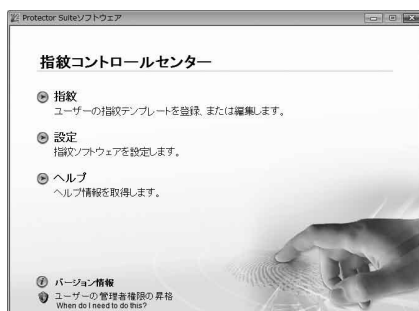 Protector Suiteソフトウェア
指紋コントロールセンター
指紋
ユーザーの指紋テンプレートを登録、または編集します。
設定
指紋ソフトウェアを設定します。
ヘルプ
ヘルプ情報を取得します。
バージョン情報
ユーザーの管理者権限の昇格
When do I need to do this?